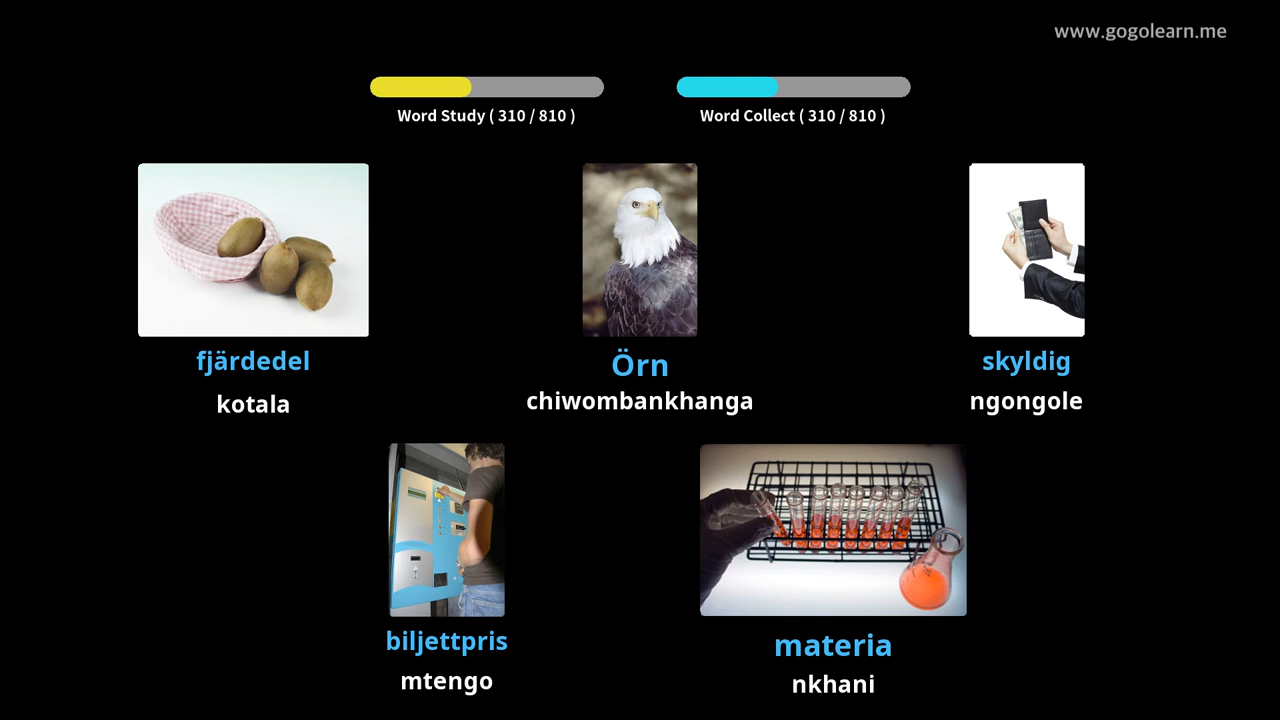 www.gogolearn.me
Word Study ( 310 / 810 )
Word Collect ( 310 / 810 )
fjärdedel
kotala
Örn
chiwombankhanga
skyldig
ngongole
biljettpris
mtengo
materia
nkhani